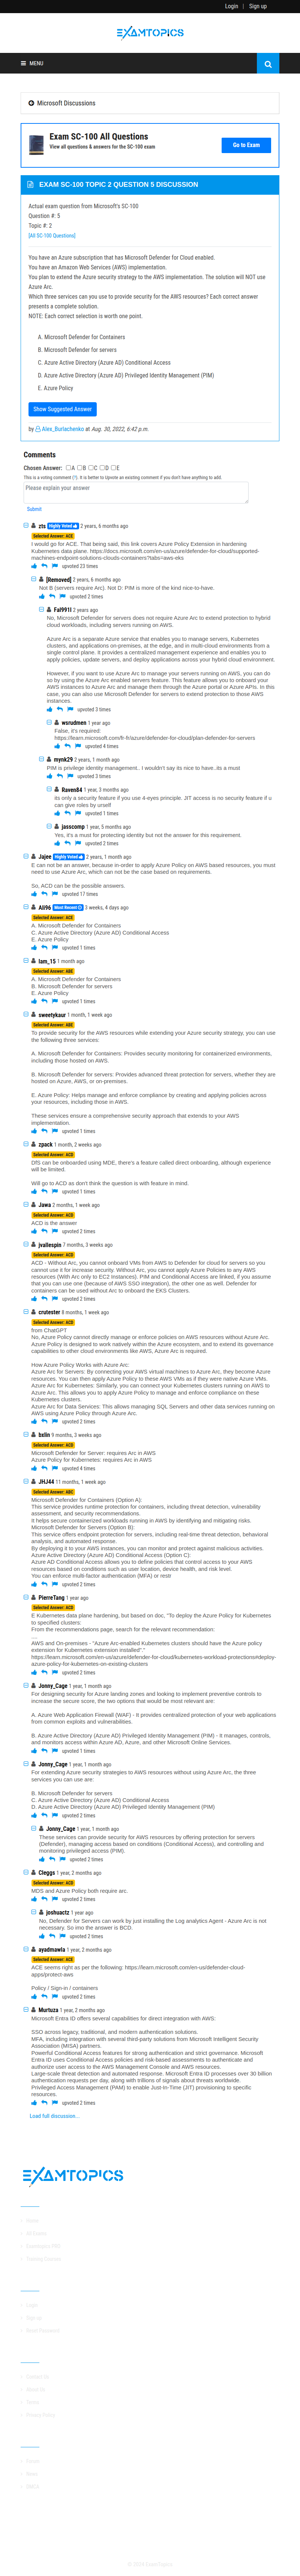 Login | Sign up
EXAMTOPICS
MENU
Microsoft Discussions
Exam SC-100 All Questions
View all questions & answers for the SC-100 exam
Go to Exam
EXAM SC-100 TOPIC 2 QUESTION 5 DISCUSSION
Actual exam question from Microsoft's SC-100
Question #: 5
Topic #: 2
[All SC-100 Questions]
You have an Azure subscription that has Microsoft Defender for Cloud enabled.
You have an Amazon Web Services (AWS) implementation.
You plan to extend the Azure security strategy to the AWS implementation. The solution will NOT use
Azure Arc.
Which three services can you use to provide security for the AWS resources? Each correct answer
presents a complete solution.
NOTE: Each correct selection is worth one point.
A. Microsoft Defender for Containers
B. Microsoft Defender for servers
C. Azure Active Directory (Azure AD) Conditional Access
D. Azure Active Directory (Azure AD) Privileged Identity Management (PIM)
E. Azure Policy
Show Suggested Answer
by Alex_Burlachenko at Aug. 30, 2022, 6:42 p.m.
Comments
Chosen Answer: A B C D E
This is a voting comment (?). It is better to Upvote an existing comment if you don't have anything to add.
Please explain your answer
Submit
zts Highly Voted 2 years, 6 months ago
Selected Answer: ACE
I would go for ACE. That being said, this link covers Azure Policy Extension in hardening
Kubernetes data plane. https://docs.microsoft.com/en-us/azure/defender-for-cloud/supported-
machines-endpoint-solutions-clouds-containers?tabs=aws-eks
upvoted 23 times
[Removed] 2 years, 6 months ago
Not B (servers require Arc). Not D: PIM is more of the kind nice-to-have.
upvoted 2 times
Fal991l 2 years ago
No, Microsoft Defender for servers does not require Azure Arc to extend protection to hybrid
cloud workloads, including servers running on AWS.
Azure Arc is a separate Azure service that enables you to manage servers, Kubernetes
clusters, and applications on-premises, at the edge, and in multi-cloud environments from a
single control plane. It provides a centralized management experience and enables you to
apply policies, update servers, and deploy applications across your hybrid cloud environment.
However, if you want to use Azure Arc to manage your servers running on AWS, you can do
so by using the Azure Arc enabled servers feature. This feature allows you to onboard your
AWS instances to Azure Arc and manage them through the Azure portal or Azure APIs. In this
case, you can also use Microsoft Defender for servers to extend protection to these AWS
instances.
upvoted 3 times
wsrudmen 1 year ago
False, it's required:
https://learn.microsoft.com/fr-fr/azure/defender-for-cloud/plan-defender-for-servers
upvoted 4 times
mynk29 2 years, 1 month ago
PIM is privilege identity management.. I wouldn't say its nice to have..its a must
upvoted 3 times
Raven84 1 year, 3 months ago
its only a security feature if you use 4-eyes principle. JIT access is no security feature if u
can give roles by urself
upvoted 1 times
jasscomp 1 year, 5 months ago
Yes, it's a must for protecting identity but not the answer for this requirement.
upvoted 2 times
Jajee Highly Voted 2 years, 1 month ago
E can not be an answer because in order to apply Azure Policy on AWS based resources, you must
need to use Azure Arc, which can not be the case based on requirement.
So, ACD can be the possible answers.
upvoted 17 times
Ali96 Most Recent 3 weeks, 4 days ago
Selected Answer: ACE
A. Microsoft Defender for Containers
C. Azure Active Directory (Azure AD) Conditional Access
E. Azure Policy
upvoted 1 times
Iam_15 1 month ago
Selected Answer: ABE
A. Microsoft Defender for Containers
B. Microsoft Defender for servers
E. Azure Policy
upvoted 1 times
sweetykaur 1 month, 1 week ago
Selected Answer: ABE
To provide security for the AWS resources while extending your Azure security strategy, you can use
the following three services:
A. Microsoft Defender for Containers: Provides security monitoring for containerized environments,
including those hosted on AWS.
B. Microsoft Defender for servers: Provides advanced threat protection for servers, whether they are
hosted on Azure, AWS, or on-premises.
E. Azure Policy: Helps manage and enforce compliance by creating and applying policies across
your resources, including those in AWS.
These services ensure a comprehensive security approach that extends to your AWS
implementation.
upvoted 1 times
zpack 1 month, 2 weeks ago
Selected Answer: ACD
DfS can be onboarded using MDE, there's a feature called direct onboarding, although experience
will be limited.
Will go to ACD as don't think the question is with feature in mind.
upvoted 1 times
Jawa 2 months, 1 week ago
Selected Answer: ACD
ACD is the answer
upvoted 2 times
jvallespin 7 months, 3 weeks ago
Selected Answer: ACD
ACD - Without Arc, you cannot onboard VMs from AWS to Defender for cloud for servers so you
cannot use it for increase security. Without Arc, you cannot apply Azure Policies to AWS
resources (With Arc only to EC2 Instances). PIM and Conditional Access are linked, if you assume
that you can use one (because of AWS SSO integration), the other one as well. Defender for
containers can be used without Arc to onboard the EKS Clusters.
upvoted 2 times
crutester 8 months, 1 week ago
Selected Answer: ACD
from ChatGPT
No, Azure Policy cannot directly manage or enforce policies on AWS resources without Azure Arc.
Azure Policy is designed to work natively within the Azure ecosystem, and to extend its governance
capabilities to other cloud environments like AWS, Azure Arc is required.
How Azure Policy Works with Azure Arc:
Azure Arc for Servers: By connecting your AWS virtual machines to Azure Arc, they become Azure
resources. You can then apply Azure Policy to these AWS VMs as if they were native Azure VMs.
Azure Arc for Kubernetes: Similarly, you can connect your Kubernetes clusters running on AWS to
Azure Arc. This allows you to apply Azure Policy to manage and enforce compliance on these
Kubernetes clusters.
Azure Arc for Data Services: This allows managing SQL Servers and other data services running on
AWS using Azure Policy through Azure Arc.
upvoted 2 times
bxlin 9 months, 3 weeks ago
Selected Answer: ACD
Microsoft Defender for Server: requires Arc in AWS
Azure Policy for Kubernetes: requires Arc in AWS
upvoted 4 times
JHJ44 11 months, 1 week ago
Selected Answer: ABC
Microsoft Defender for Containers (Option A):
This service provides runtime protection for containers, including threat detection, vulnerability
assessment, and security recommendations.
It helps secure containerized workloads running in AWS by identifying and mitigating risks.
Microsoft Defender for Servers (Option B):
This service offers endpoint protection for servers, including real-time threat detection, behavioral
analysis, and automated response.
By deploying it to your AWS instances, you can monitor and protect against malicious activities.
Azure Active Directory (Azure AD) Conditional Access (Option C):
Azure AD Conditional Access allows you to define policies that control access to your AWS
resources based on conditions such as user location, device health, and risk level.
You can enforce multi-factor authentication (MFA) or restr
upvoted 2 times
PierreTang 1 year ago
Selected Answer: ACD
E Kubernetes data plane hardening, but based on doc, "To deploy the Azure Policy for Kubernetes
to specified clusters:
From the recommendations page, search for the relevant recommendation:
....
AWS and On-premises - "Azure Arc-enabled Kubernetes clusters should have the Azure policy
extension for Kubernetes extension installed"."
https://learn.microsoft.com/en-us/azure/defender-for-cloud/kubernetes-workload-protections#deploy-
azure-policy-for-kubernetes-on-existing-clusters
upvoted 2 times
Jonny_Cage 1 year, 1 month ago
For designing security for Azure landing zones and looking to implement preventive controls to
increase the secure score, the two options that would be most relevant are:
A. Azure Web Application Firewall (WAF) - It provides centralized protection of your web applications
from common exploits and vulnerabilities.
B. Azure Active Directory (Azure AD) Privileged Identity Management (PIM) - It manages, controls,
and monitors access within Azure AD, Azure, and other Microsoft Online Services.
upvoted 1 times
Jonny_Cage 1 year, 1 month ago
For extending Azure security strategies to AWS resources without using Azure Arc, the three
services you can use are:
B. Microsoft Defender for servers
C. Azure Active Directory (Azure AD) Conditional Access
D. Azure Active Directory (Azure AD) Privileged Identity Management (PIM)
upvoted 2 times
Jonny_Cage 1 year, 1 month ago
These services can provide security for AWS resources by offering protection for servers
(Defender), managing access based on conditions (Conditional Access), and controlling and
monitoring privileged access (PIM).
upvoted 2 times
Cleggs 1 year, 2 months ago
Selected Answer: ACD
MDS and Azure Policy both require arc.
upvoted 2 times
joshuactz 1 year ago
No, Defender for Servers can work by just installing the Log analytics Agent - Azure Arc is not
necessary. So imo the answer is BCD.
upvoted 2 times
ayadmawla 1 year, 2 months ago
Selected Answer: ACE
ACE seems right as per the following: https://learn.microsoft.com/en-us/defender-cloud-
apps/protect-aws
Policy / Sign-in / containers
upvoted 2 times
Murtuza 1 year, 2 months ago
Microsoft Entra ID offers several capabilities for direct integration with AWS:
SSO across legacy, traditional, and modern authentication solutions.
MFA, including integration with several third-party solutions from Microsoft Intelligent Security
Association (MISA) partners.
Powerful Conditional Access features for strong authentication and strict governance. Microsoft
Entra ID uses Conditional Access policies and risk-based assessments to authenticate and
authorize user access to the AWS Management Console and AWS resources.
Large-scale threat detection and automated response. Microsoft Entra ID processes over 30 billion
authentication requests per day, along with trillions of signals about threats worldwide.
Privileged Access Management (PAM) to enable Just-In-Time (JIT) provisioning to specific
resources.
upvoted 2 times
Load full discussion...
EXAMTOPICS